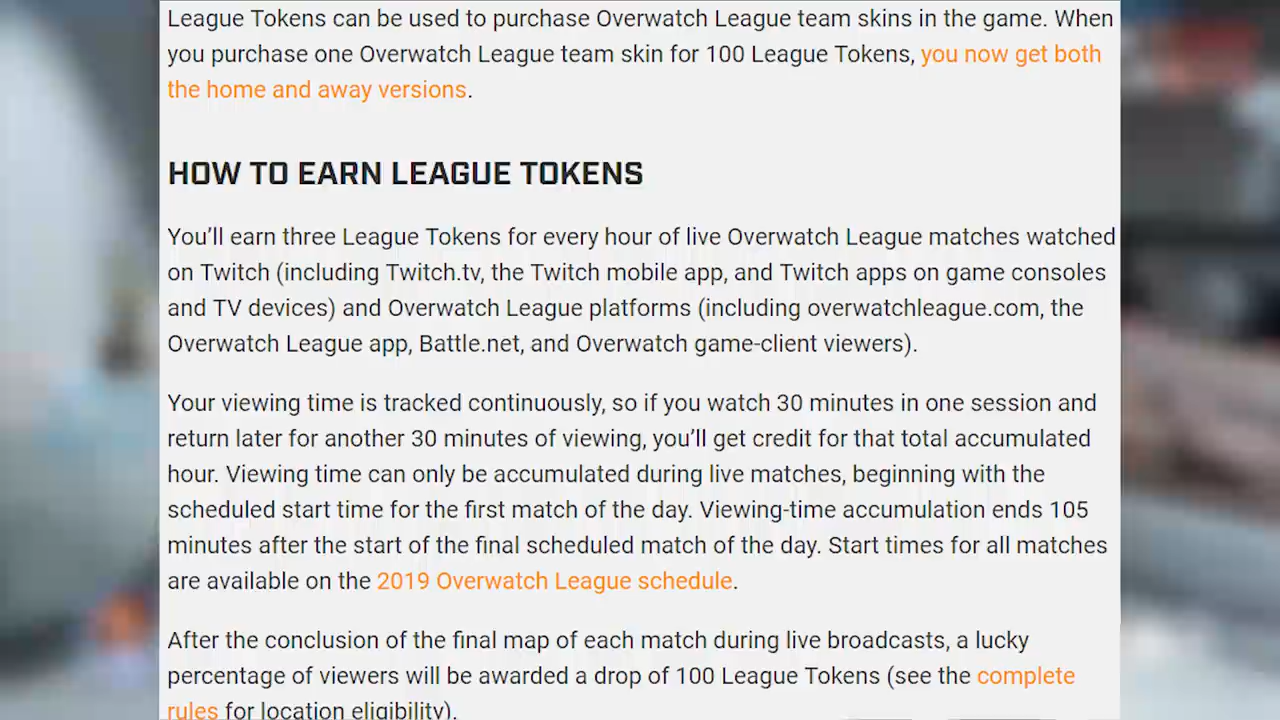 League Tokens can be used to purchase Overwatch League team skins in the game. When
you purchase one Overwatch League team skin for 100 League Tokens, you now get both
the home and away versions.
HOW TO EARN LEAGUE TOKENS
You’ll earn three League Tokens for every hour of live Overwatch League matches watched
on Twitch (including Twitch.tv, the Twitch mobile app, and Twitch apps on game consoles
and TV devices) and Overwatch League platforms (including overwatchleague.com, the
Overwatch League app, Battle.net, and Overwatch game-client viewers).
Your viewing time is tracked continuously, so if you watch 30 minutes in one session and
return later for another 30 minutes of viewing, you’ll get credit for that total accumulated
hour. Viewing time can only be accumulated during live matches, beginning with the
scheduled start time for the first match of the day. Viewing-time accumulation ends 105
minutes after the start of the final scheduled match of the day. Start times for all matches
are available on the 2019 Overwatch League schedule.
After the conclusion of the final map of each match during live broadcasts, a lucky
percentage of viewers will be awarded a drop of 100 League Tokens (see the complete
rules for location eligibility).